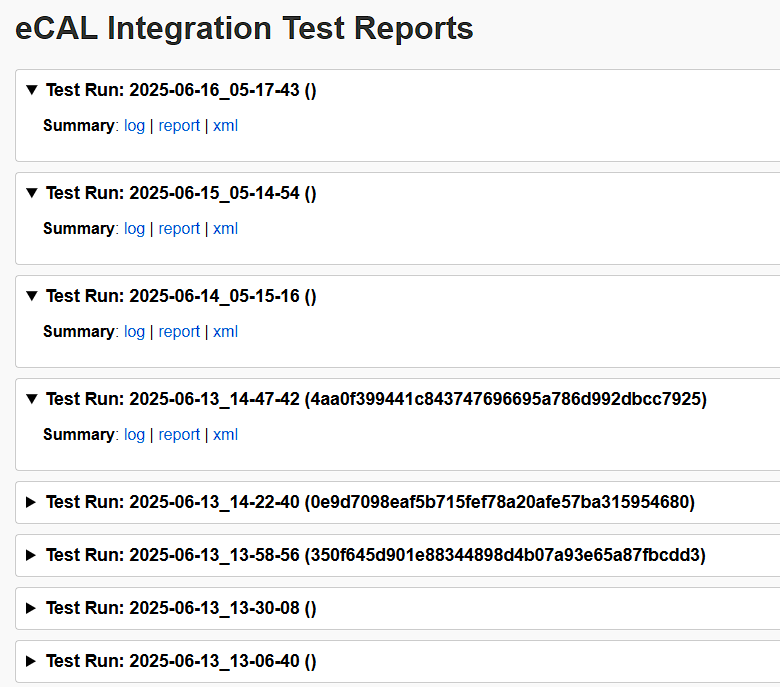 eCAL Integration Test Reports
▼ Test Run: 2025-06-16_05-17-43 ()
Summary: log | report | xml
▼ Test Run: 2025-06-15_05-14-54 ()
Summary: log | report | xml
▼ Test Run: 2025-06-14_05-15-16 ()
Summary: log | report | xml
▼ Test Run: 2025-06-13_14-47-42 (4aa0f399441c843747696695a786d992dbcc7925)
Summary: log | report | xml
▶ Test Run: 2025-06-13_14-22-40 (0e9d7098eaf5b715fef78a20afe57ba315954680)
▶ Test Run: 2025-06-13_13-58-56 (350f645d901e88344898d4b07a93e65a87fbcdd3)
▶ Test Run: 2025-06-13_13-30-08 ()
▶ Test Run: 2025-06-13_13-06-40 ()